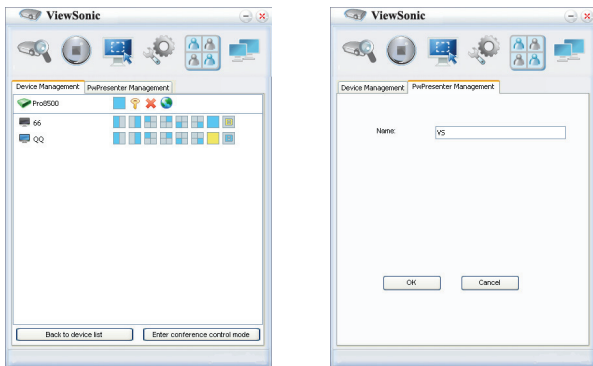 ViewSonic
Device Management PwPresenter Management
Pro8500
66
QQ
Back to device list Enter conference control mode
ViewSonic
Device Management PwPresenter Management
Name: VS
OK Cancel